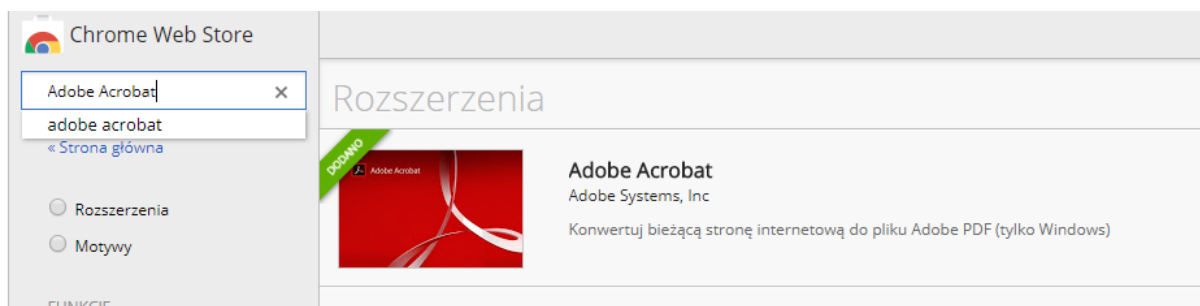 Chrome Web Store
Adobe Acrobat ×
adobe acrobat
« Strona główna
Rozszerzenia
Motywy
FUNKCJE
Rozszerzenia
DODANO
Adobe Acrobat
Adobe Acrobat
Adobe Systems, Inc
Konwertuj bieżącą stronę internetową do pliku Adobe PDF (tylko Windows)